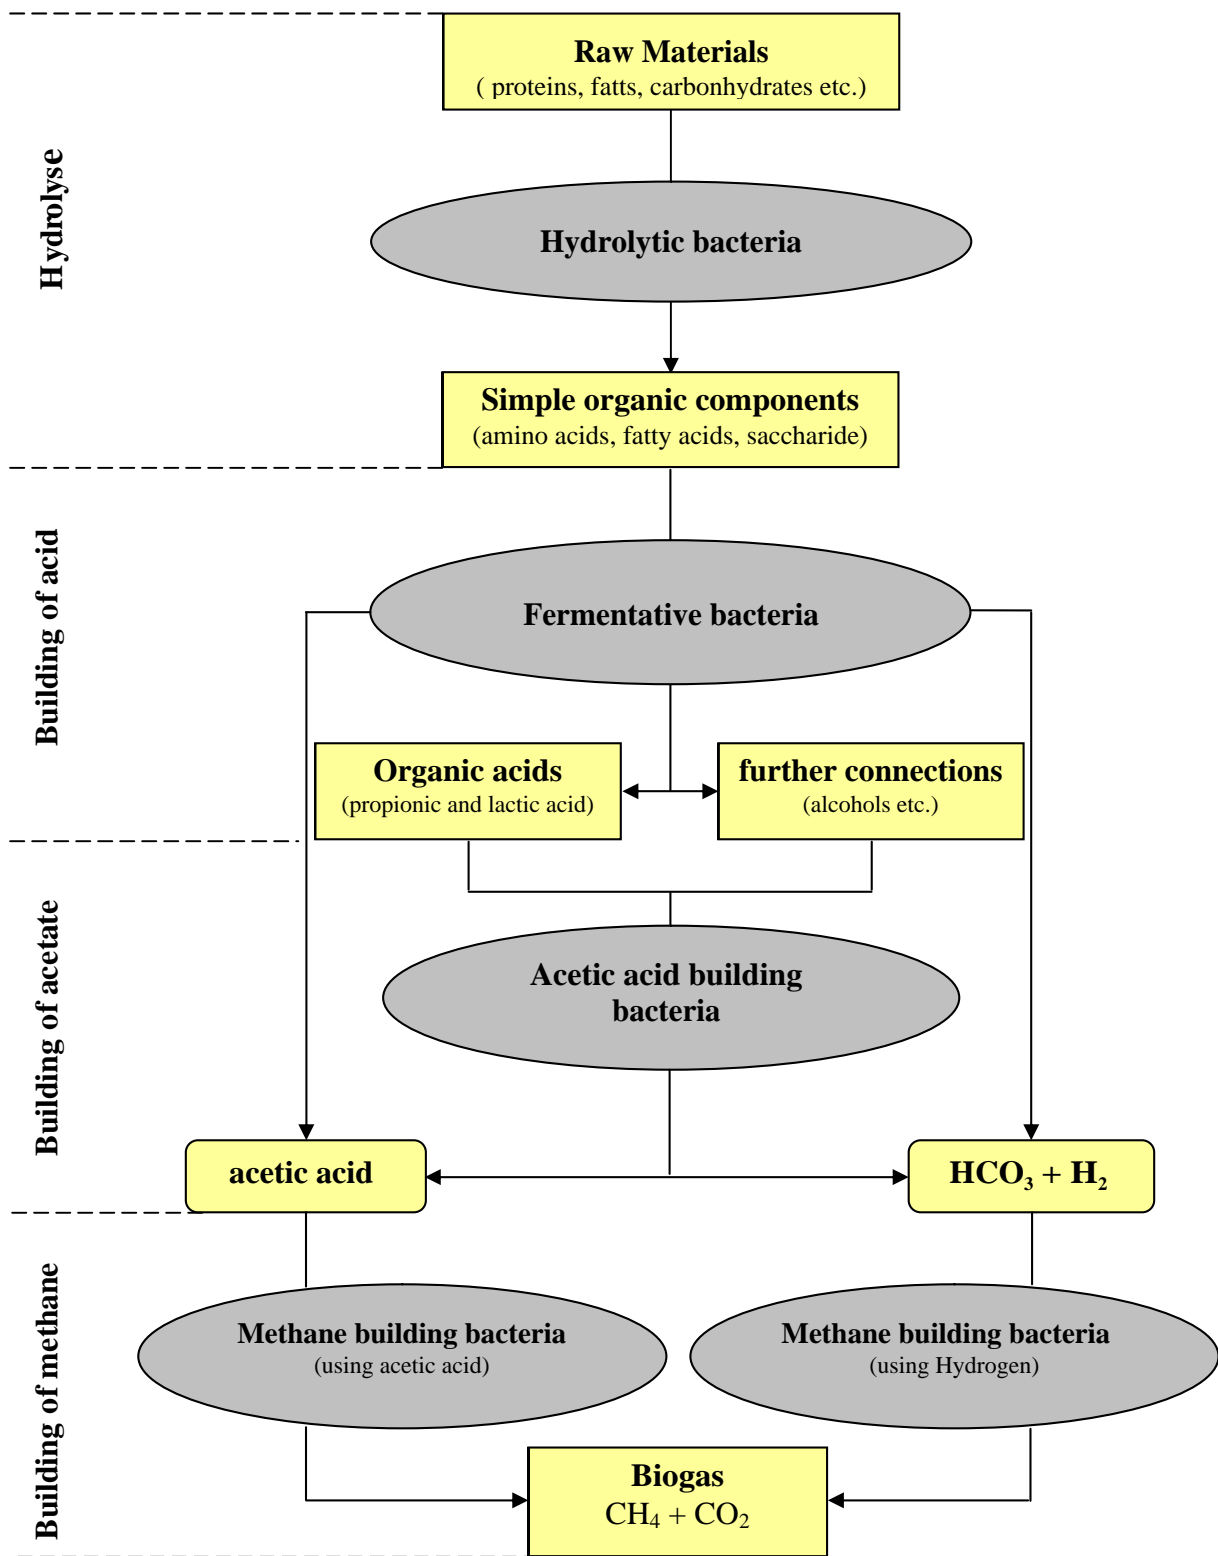 Raw Materials
( proteins, fatts, carbonhydrates etc.)
Hydrolyse
Hydrolytic bacteria
Simple organic components
(amino acids, fatty acids, saccharide)
Building of acid
Fermentative bacteria
Organic acids
(propionic and lactic acid)
further connections
(alcohols etc.)
Building of acetate
Acetic acid building
bacteria
acetic acid
HCO₃ + H₂
Building of methane
Methane building bacteria
(using acetic acid)
Methane building bacteria
(using Hydrogen)
Biogas
CH₄ + CO₂